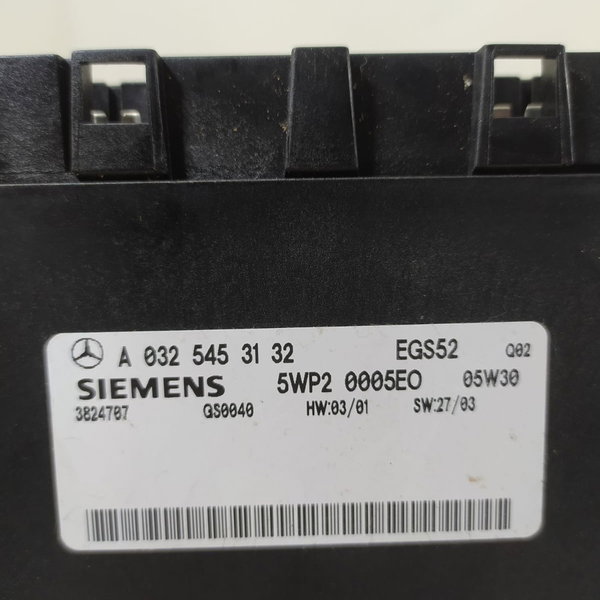 A 032 545 31 32 EGS52 Q02
SIEMENS 5WP2 0005EO 05W30
3824707 QS0040 HW:03/01 SW:27/03